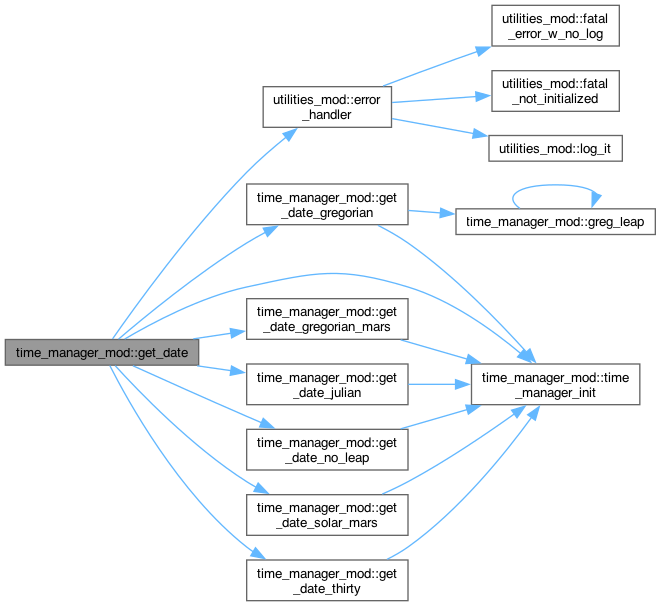 utilities_mod::fatal
_error_w_no_log
utilities_mod::fatal
_not_initialized
utilities_mod::error
_handler
utilities_mod::log_it
time_manager_mod::get
_date_gregorian
time_manager_mod::greg_leap
time_manager_mod::get
_date_gregorian_mars
time_manager_mod::get_date
time_manager_mod::get
_date_julian
time_manager_mod::time
_manager_init
time_manager_mod::get
_date_no_leap
time_manager_mod::get
_date_solar_mars
time_manager_mod::get
_date_thirty